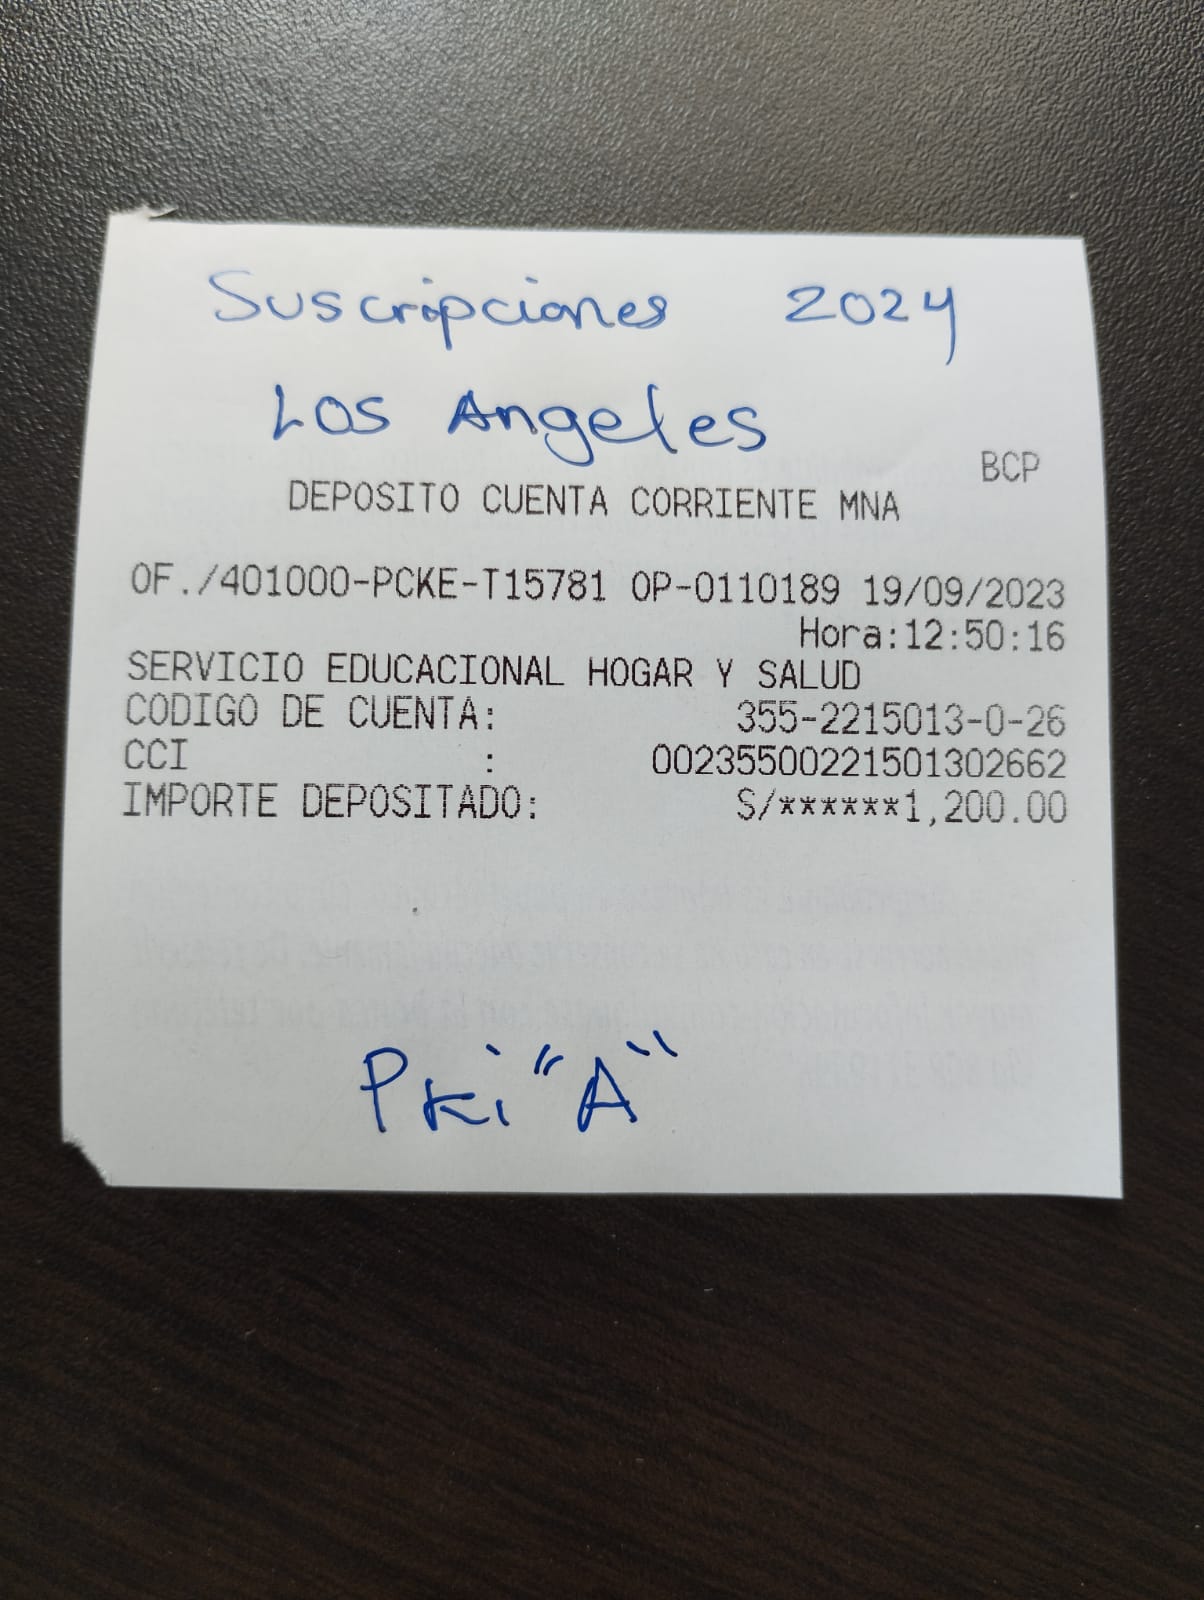 Suscripciones 2024
Los Angeles
BCP
DEPOSITO CUENTA CORRIENTE MNA
OF./401000-PCKE-T15781 OP-0110189 19/09/2023
Hora:12:50:16
SERVICIO EDUCACIONAL HOGAR Y SALUD
CODIGO DE CUENTA: 355-2215013-0-26
CCI : 00235500221501302662
IMPORTE DEPOSITADO: S/******1,200.00
Pki "A"